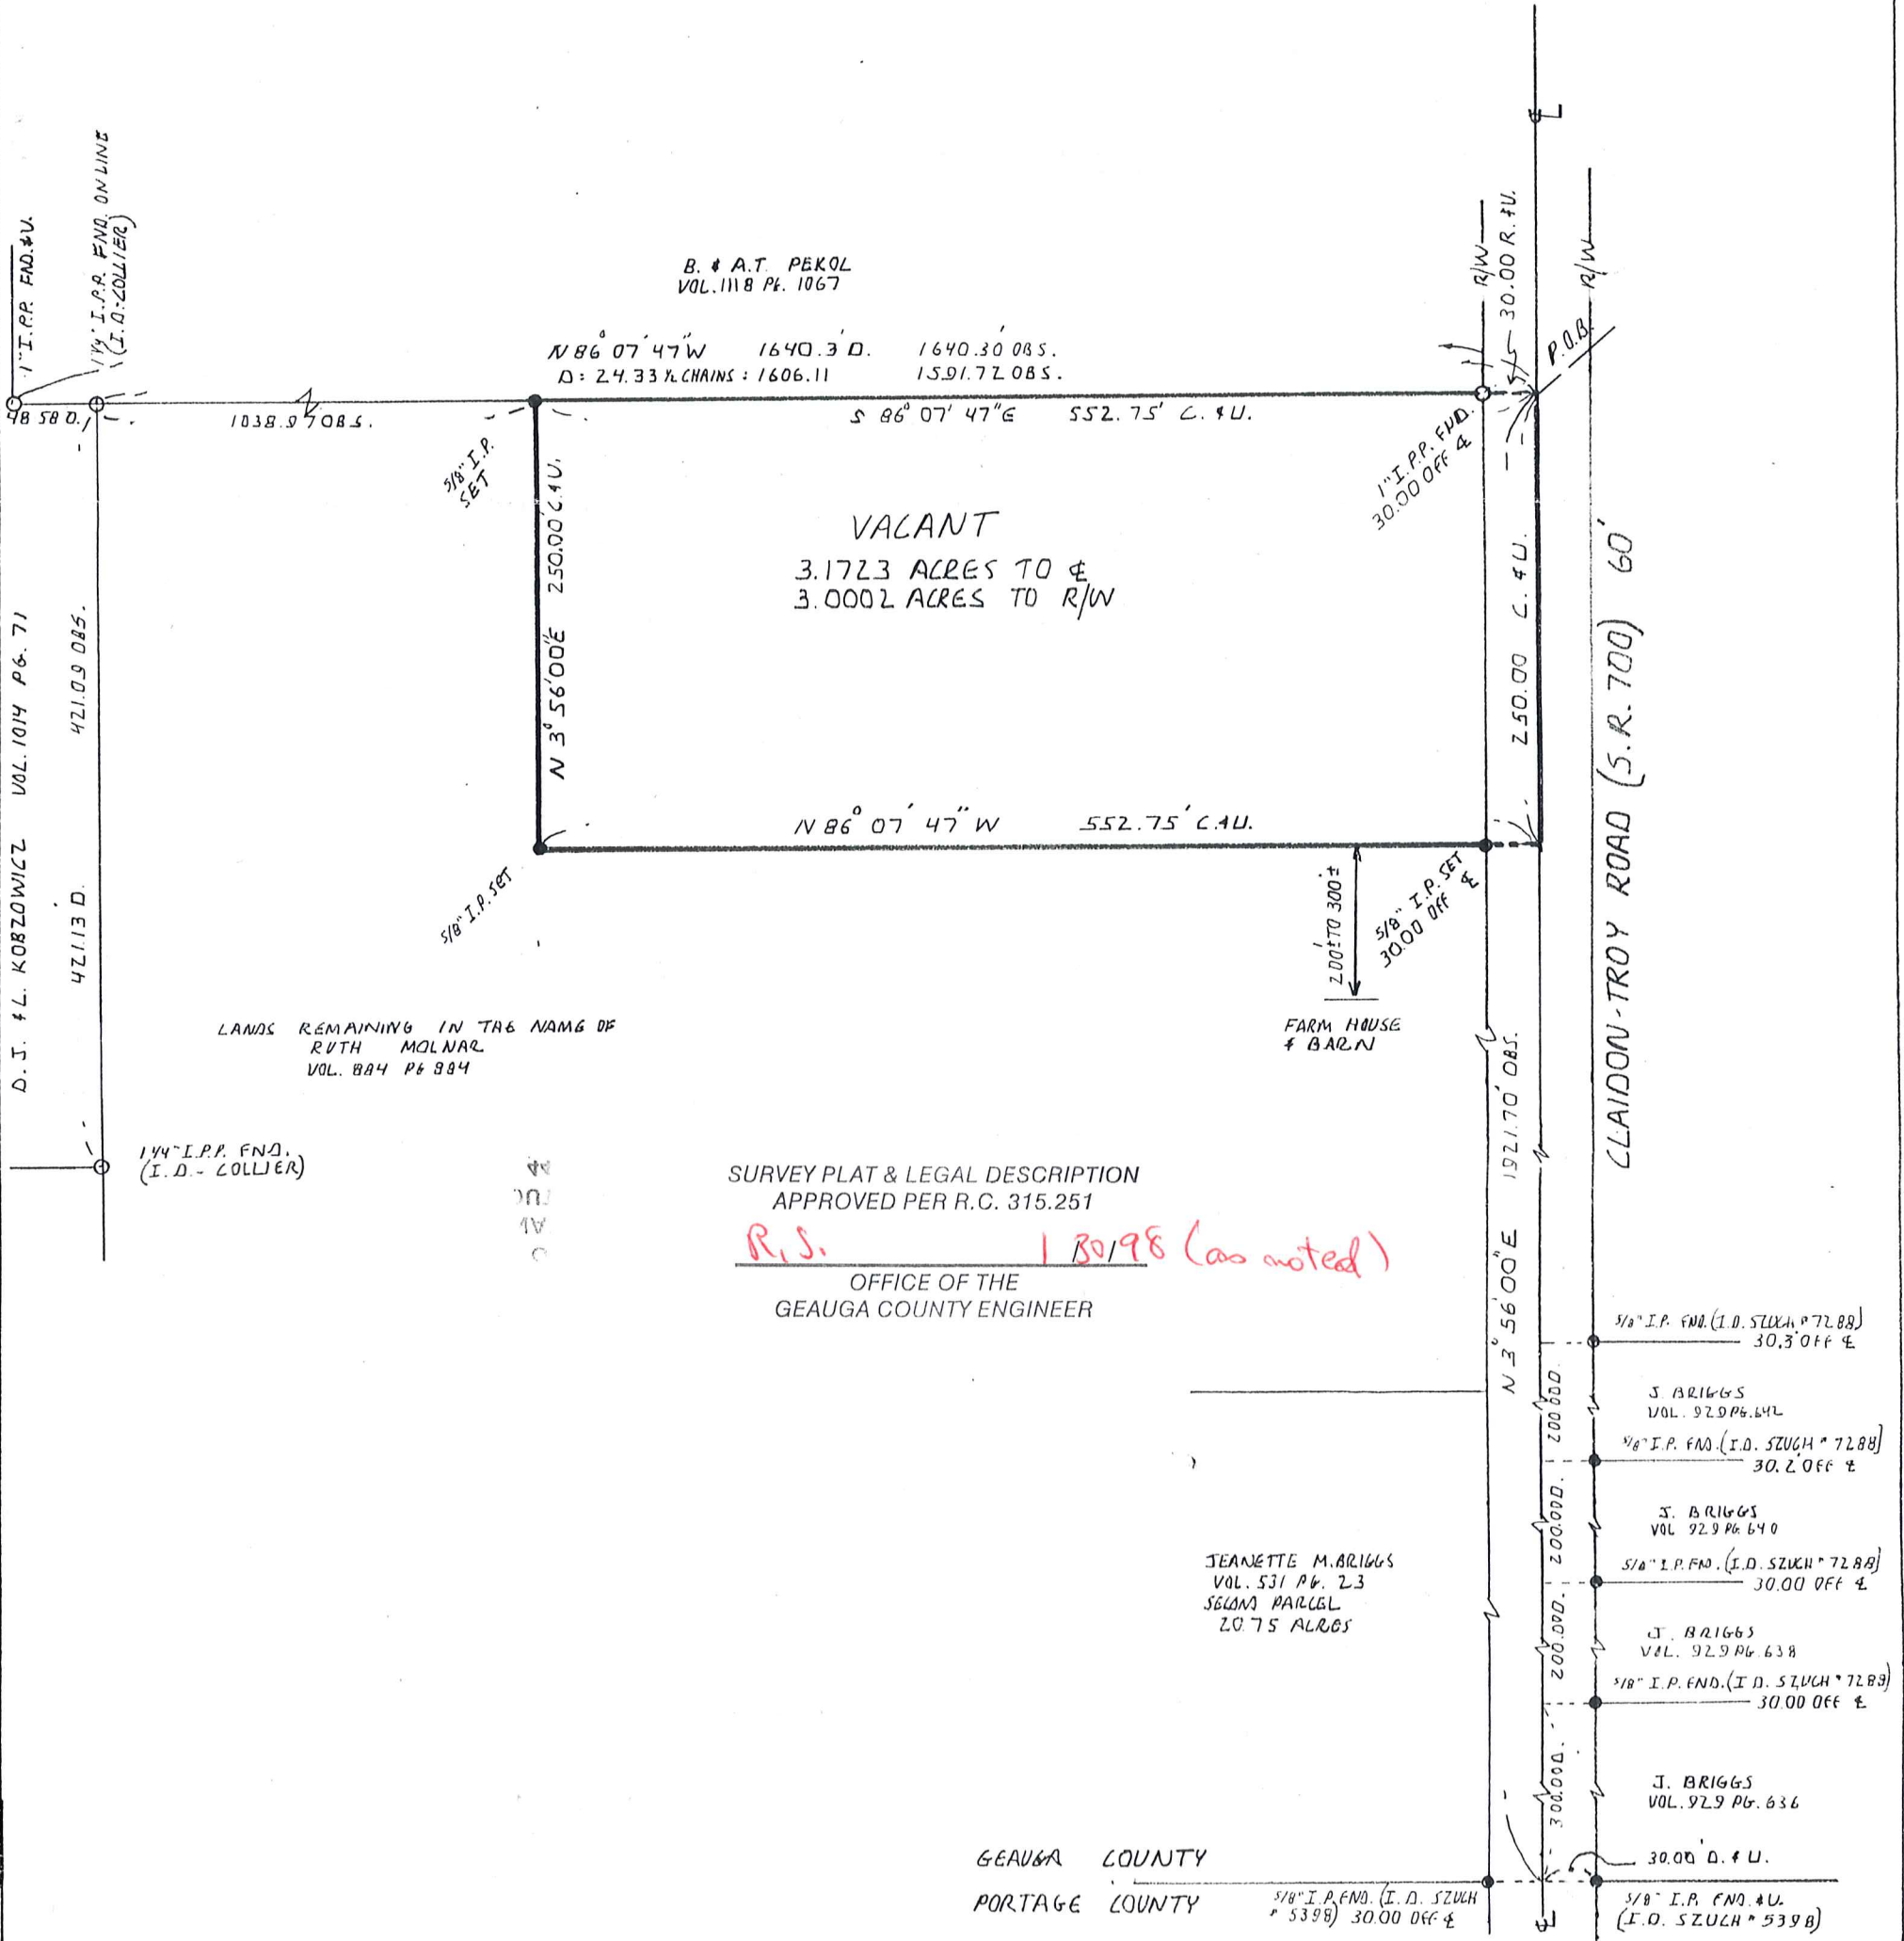 1" I.P.P. FND.&U.
1 1/4" I.P.P. FND. ONLINE
(I.D.-COLLIER)
B. & A.T. PEKOL
VOL. 1118 PG. 1067
N 86° 07' 47" W 1640.3' D. 1640.30' OBS.
D: 24.33 ½ CHAINS : 1606.11 1591.72 OBS.
48.58 D.
1038.97 OBS.
S 86° 07' 47" E 552.75' C. & U.
R/W
30.00 R. & U.
R/W
P.O.B.
5/8" I.P.
SET
1" I.P.P. FND.
30.00 OFF ℄
N 3° 56' 00" E 250.00' C. & U.
VACANT
3.1723 ACRES TO ℄
3.0002 ACRES TO R/W
250.00 C. & U.
CLAIDON-TROY ROAD (S.R. 700) 60'
D. J. & L. KOBZOWICZ VOL. 1014 PG. 71
421.09 OBS.
421.13' D.
N 86° 07' 47" W 552.75' C. & U.
5/8" I.P. SET
200'± TO 300'±
5/8" I.P. SET
30.00 OFF ℄
FARM HOUSE
& BARN
LANDS REMAINING IN THE NAME OF
RUTH MOLNAR
VOL. 884 PG 884
1 1/4" I.P.P. FND.
(I.D. - COLLIER)
SURVEY PLAT & LEGAL DESCRIPTION
APPROVED PER R.C. 315.251
R.S. 1 30/98 (as noted)
OFFICE OF THE
GEAUGA COUNTY ENGINEER
N 3° 56' 00" E 1921.70' OBS.
5/8" I.P. FND. (I.D. SZUCH # 7288)
30.3' OFF ℄
200.00 D.
J. BRIGGS
VOL. 929 PG. 642
5/8" I.P. FND. (I.D. SZUCH # 7288)
30.2' OFF ℄
200.00 D.
J. BRIGGS
VOL 929 PG. 640
5/8" I.P. FND. (I.D. SZUCH # 7288)
30.00 OFF ℄
JEANETTE M. BRIGGS
VOL. 531 PG. 23
SECOND PARCEL
20.75 ACRES
200.00 D.
J. BRIGGS
VOL. 929 PG. 638
5/8" I.P. FND. (I.D. SZUCH # 7288)
30.00 OFF ℄
300.00 D.
J. BRIGGS
VOL. 929 PG. 636
GEAUGA COUNTY
30.00' D. & U.
PORTAGE COUNTY
5/8" I.P. FND. (I.D. SZUCH
# 5398) 30.00 OFF ℄
5/8" I.P. FND. & U.
(I.D. SZUCH # 5398)
℄